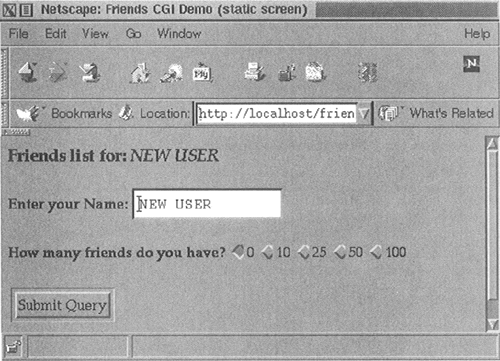 Netscape: Friends CGI Demo (static screen)
File Edit View Go Window Help
My N
Bookmarks Location: http://localhost/frien What's Related
Friends list for: NEW USER
Enter your Name: NEW USER
How many friends do you have? 0 10 25 50 100
Submit Query